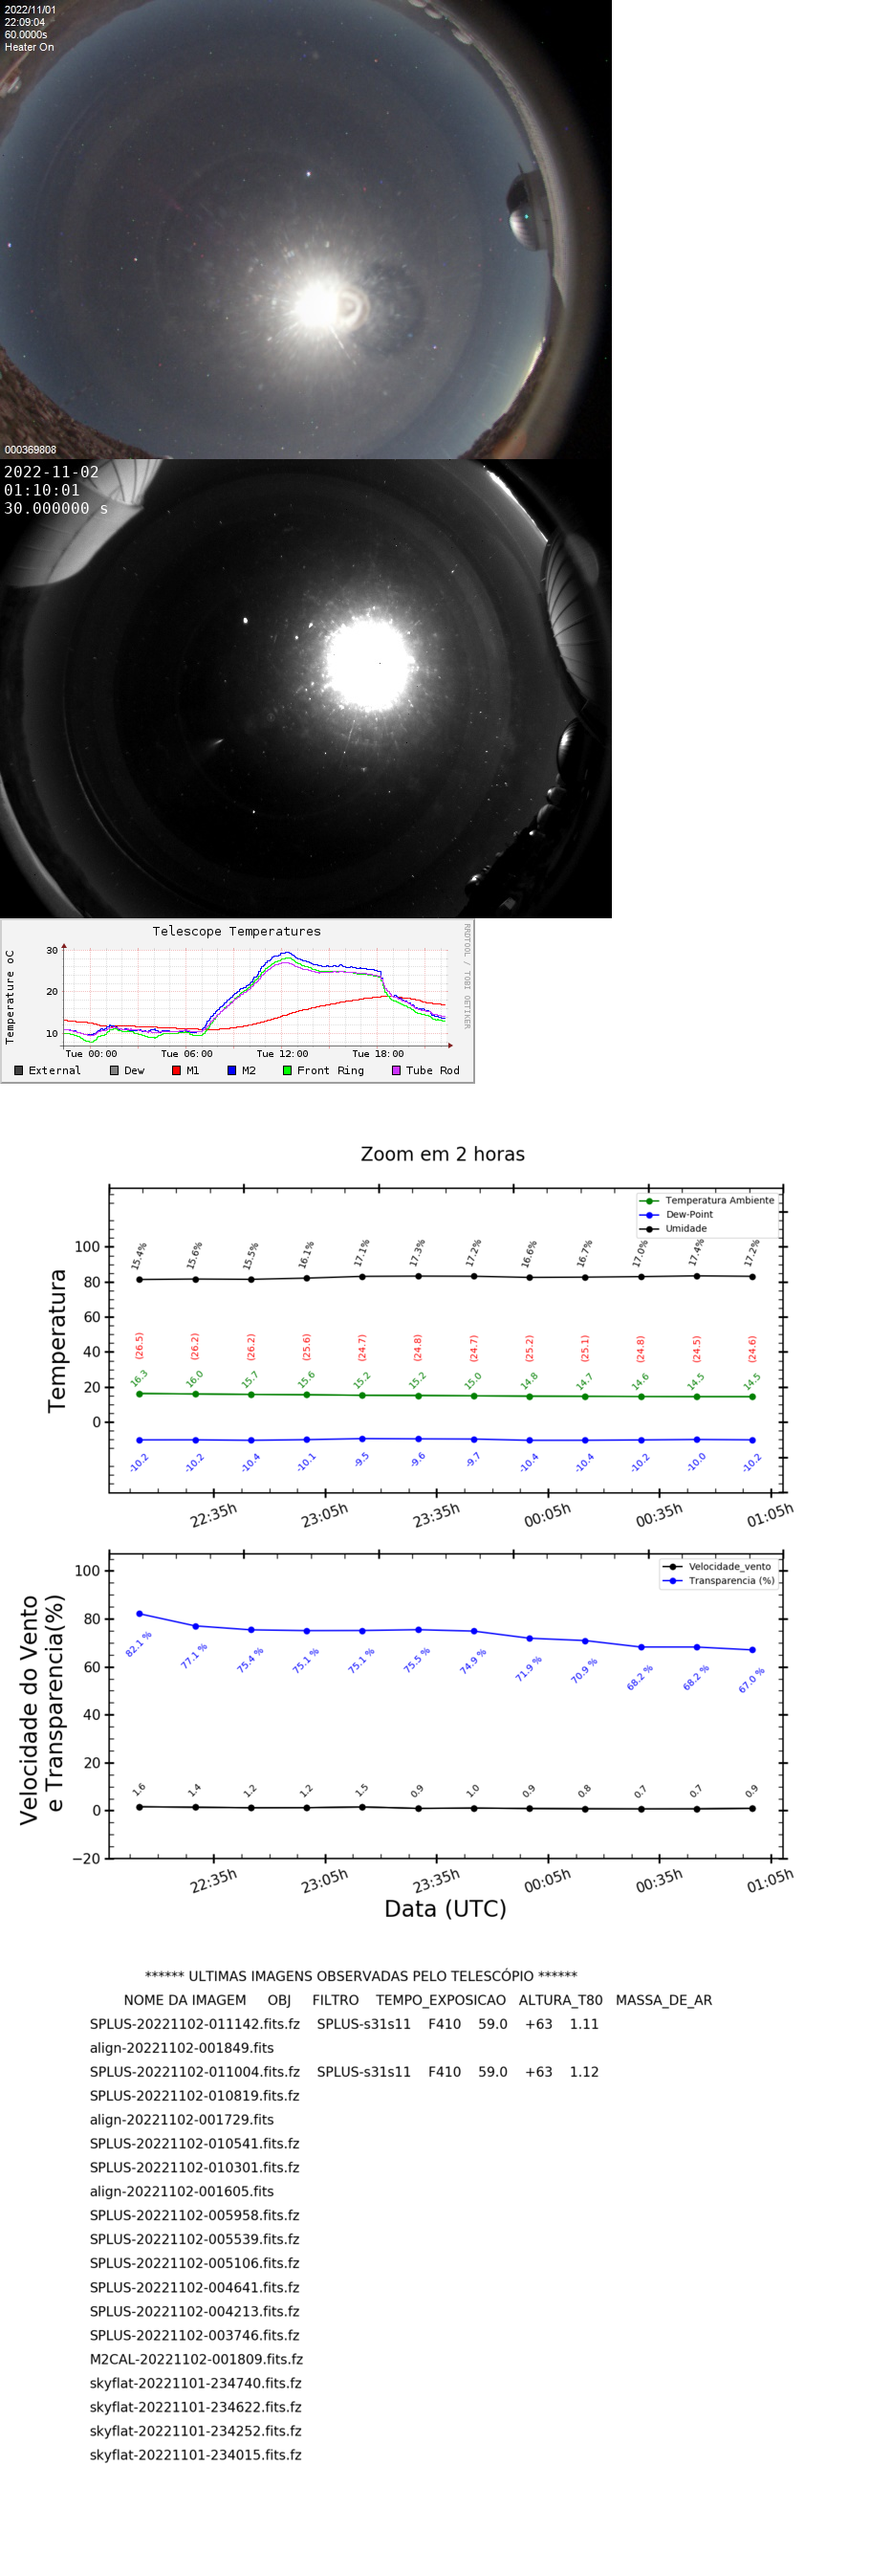 2022/11/01
22:09:04
60.0000s
Heater On
000369808
2022-11-02
01:10:01
30.000000 s
Telescope Temperatures
RRDTOOL / TOBI OETIKER
Temperature oC
30
20
10
Tue 00:00 Tue 06:00 Tue 12:00 Tue 18:00
External Dew M1 M2 Front Ring Tube Rod
Zoom em 2 horas
Temperatura Ambiente
Dew-Point
Umidade
Temperatura
100
80
60
40
20
0
15.4% 15.6% 15.5% 16.1% 17.1% 17.3% 17.2% 16.6% 16.7% 17.0% 17.4% 17.2%
(26.5) (26.2) (26.2) (25.6) (24.7) (24.8) (24.7) (25.2) (25.1) (24.8) (24.5) (24.6)
16.3 16.0 15.7 15.6 15.2 15.2 15.0 14.8 14.7 14.6 14.5 14.5
-10.2 -10.2 -10.4 -10.1 -9.5 -9.6 -9.7 -10.4 -10.4 -10.2 -10.0 -10.2
22:35h 23:05h 23:35h 00:05h 00:35h 01:05h
Velocidade_vento
Transparencia (%)
Velocidade do Vento
e Transparencia(%)
100
80
60
40
20
0
−20
82.1 % 77.1 % 75.4 % 75.1 % 75.1 % 75.5 % 74.9 % 71.9 % 70.9 % 68.2 % 68.2 % 67.0 %
1.6 1.4 1.2 1.2 1.5 0.9 1.0 0.9 0.8 0.7 0.7 0.9
22:35h 23:05h 23:35h 00:05h 00:35h 01:05h
Data (UTC)
****** ULTIMAS IMAGENS OBSERVADAS PELO TELESCÓPIO ******
NOME DA IMAGEM OBJ FILTRO TEMPO_EXPOSICAO ALTURA_T80 MASSA_DE_AR
SPLUS-20221102-011142.fits.fz SPLUS-s31s11 F410 59.0 +63 1.11
align-20221102-001849.fits
SPLUS-20221102-011004.fits.fz SPLUS-s31s11 F410 59.0 +63 1.12
SPLUS-20221102-010819.fits.fz
align-20221102-001729.fits
SPLUS-20221102-010541.fits.fz
SPLUS-20221102-010301.fits.fz
align-20221102-001605.fits
SPLUS-20221102-005958.fits.fz
SPLUS-20221102-005539.fits.fz
SPLUS-20221102-005106.fits.fz
SPLUS-20221102-004641.fits.fz
SPLUS-20221102-004213.fits.fz
SPLUS-20221102-003746.fits.fz
M2CAL-20221102-001809.fits.fz
skyflat-20221101-234740.fits.fz
skyflat-20221101-234622.fits.fz
skyflat-20221101-234252.fits.fz
skyflat-20221101-234015.fits.fz